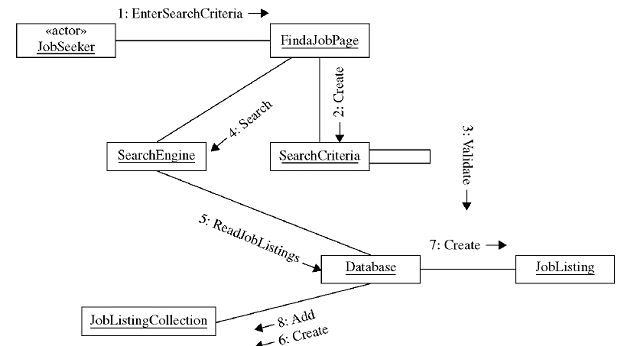 1: EnterSearchCriteria
«actor»
JobSeeker
FindaJobPage
2: Create
3: Validate
4: Search
SearchEngine
SearchCriteria
5: ReadJobListings
7: Create
Database
JobListing
JobListingCollection
8: Add
6: Create